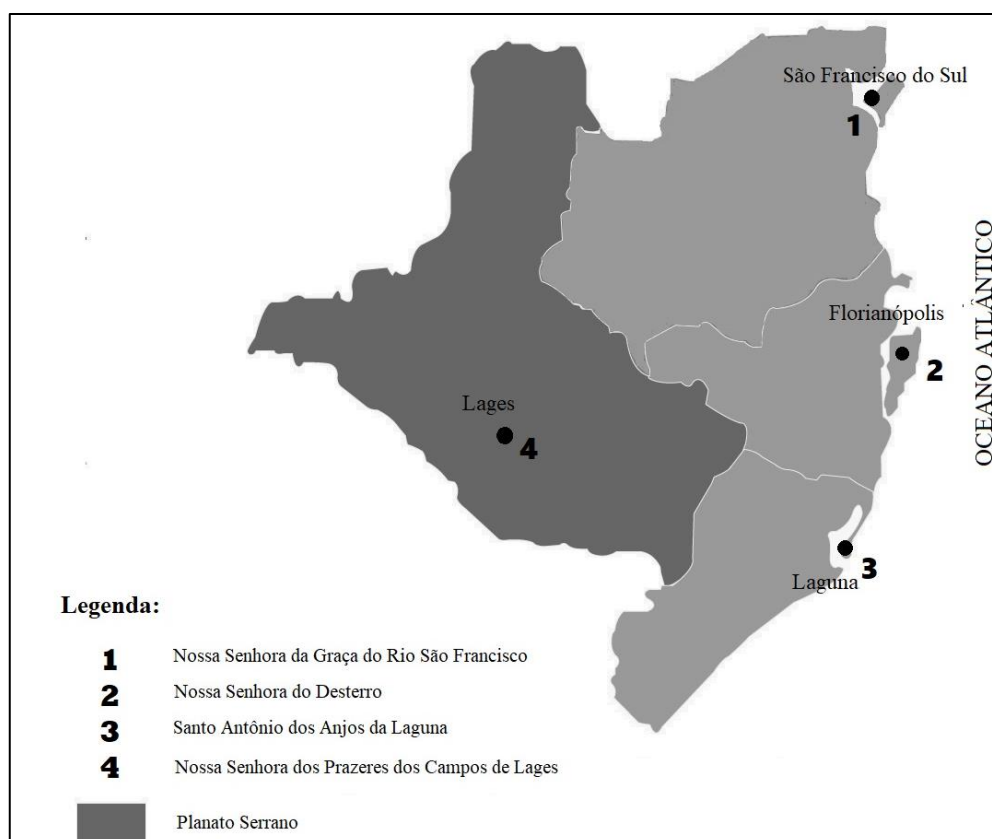 São Francisco do Sul
1
OCEANO ATLÂNTICO
Florianópolis
2
Lages
4
3
Laguna
Legenda:
1 Nossa Senhora da Graça do Rio São Francisco
2 Nossa Senhora do Desterro
3 Santo Antônio dos Anjos da Laguna
4 Nossa Senhora dos Prazeres dos Campos de Lages
Planato Serrano